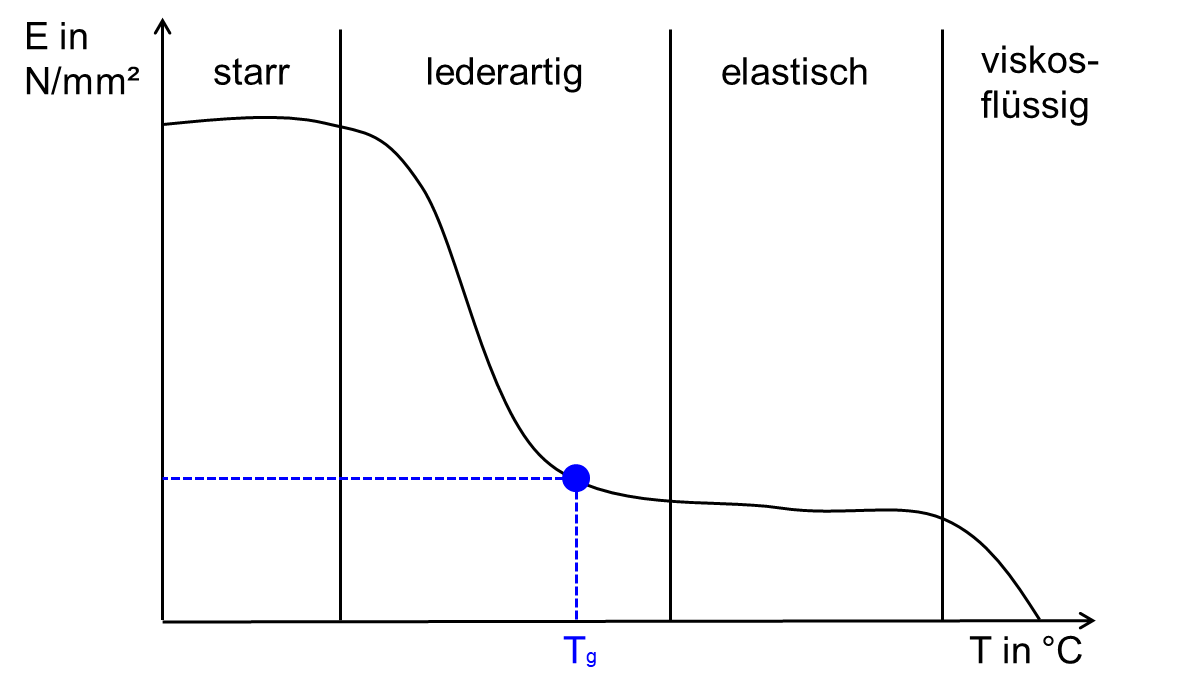 E in
N/mm²
starr
lederartig
elastisch
viskos-
flüssig
Tg
T in °C